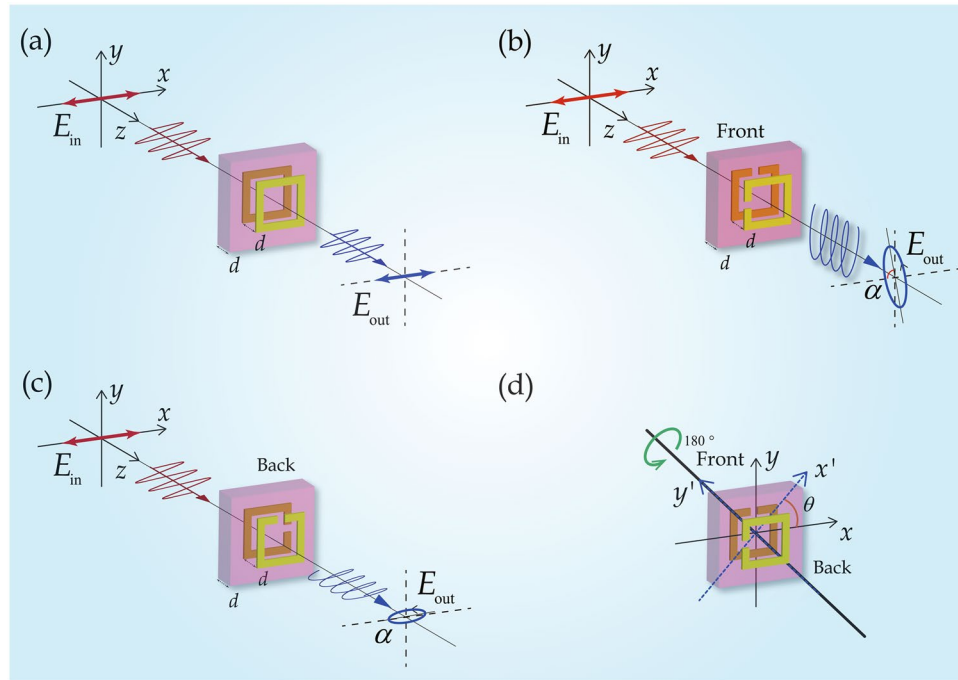 (a)
y
x
E in
z
d
d
E out
(b)
y
x
E in
z
Front
d
d
E out
α
(c)
y
x
E in
z
Back
d
d
E out
α
(d)
180 °
Front
y
x'
y'
θ
x
Back